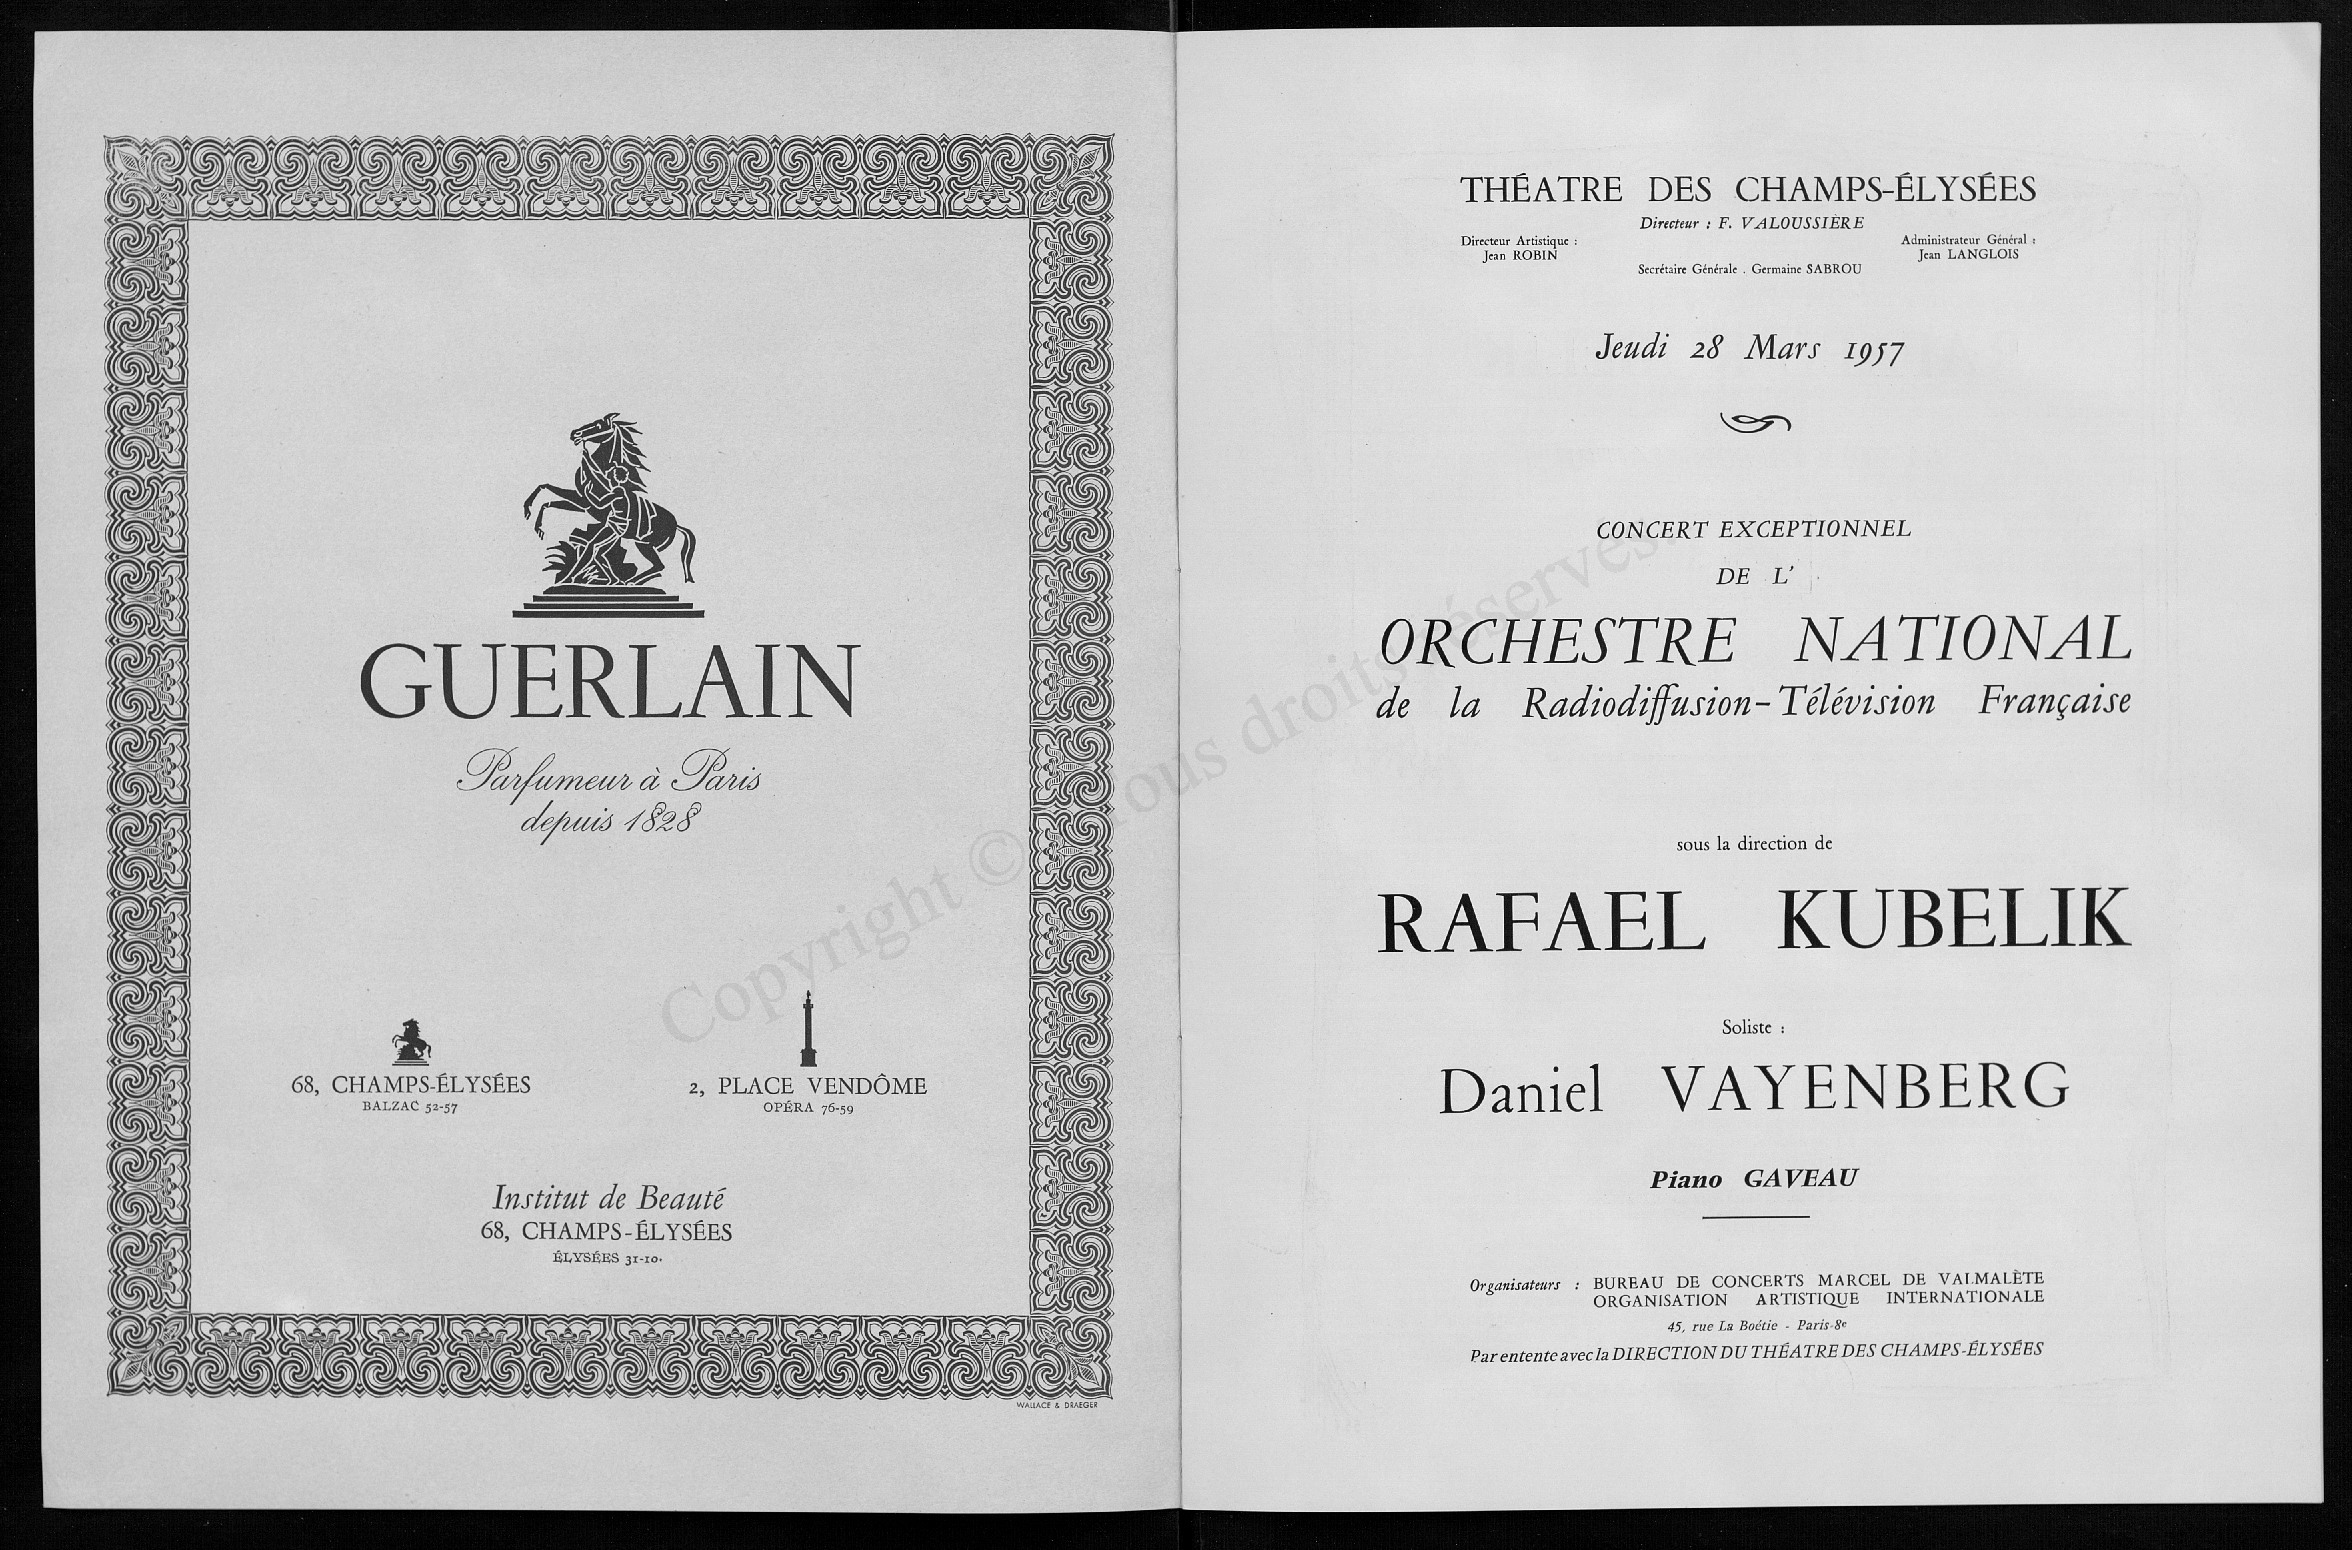 GUERLAIN
Parfumeur à Paris
depuis 1828
68, CHAMPS-ÉLYSÉES
BALZAC 52-57
2, PLACE VENDÔME
OPÉRA 76-59
Institut de Beauté
68, CHAMPS-ÉLYSÉES
ÉLYSÉES 31-10.
WALLACE & DRAEGER
THÉATRE DES CHAMPS-ÉLYSÉES
Directeur : F. VALOUSSIÈRE
Directeur Artistique :
Jean ROBIN
Administrateur Général :
Jean LANGLOIS
Secrétaire Générale . Germaine SABROU
Jeudi 28 Mars 1957
CONCERT EXCEPTIONNEL
DE L'
ORCHESTRE NATIONAL
de la Radiodiffusion-Télévision Française
sous la direction de
RAFAEL KUBELIK
Soliste :
Daniel VAYENBERG
Piano GAVEAU
Organisateurs : BUREAU DE CONCERTS MARCEL DE VALMALÈTE
ORGANISATION ARTISTIQUE INTERNATIONALE
45, rue La Boétie - Paris-8e
Par entente avec la DIRECTION DU THÉATRE DES CHAMPS-ÉLYSÉES
Copyright © Tous droits réservés.